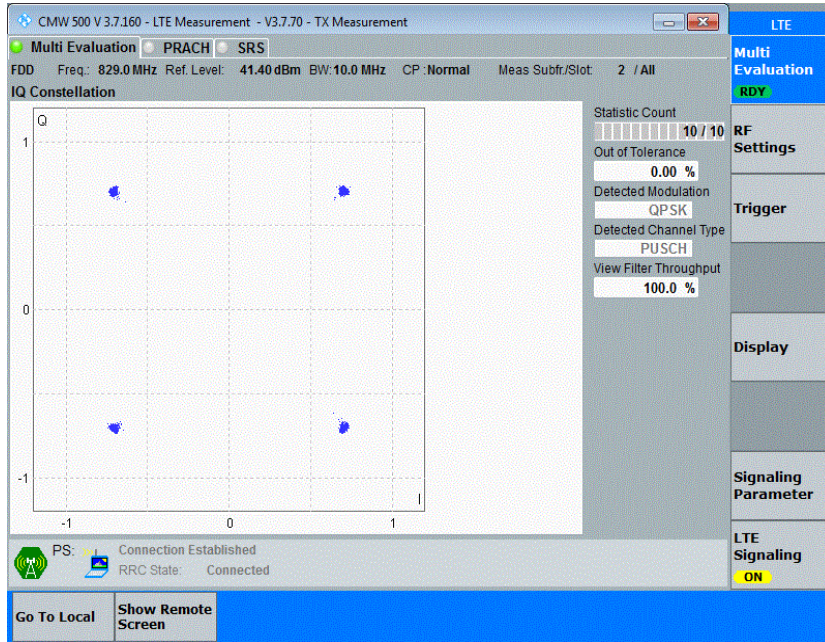 CMW 500 V 3.7.160 - LTE Measurement - V3.7.70 - TX Measurement
LTE
Multi Evaluation PRACH SRS
FDD Freq.: 829.0 MHz Ref. Level: 41.40 dBm BW: 10.0 MHz CP : Normal Meas Subfr./Slot: 2 / All
IQ Constellation
Q
1
0
-1
I
-1 0 1
Statistic Count
10 / 10
Out of Tolerance
0.00 %
Detected Modulation
QPSK
Detected Channel Type
PUSCH
View Filter Throughput
100.0 %
Multi
Evaluation
RDY
RF
Settings
Trigger
Display
Signaling
Parameter
LTE
Signaling
ON
PS: Connection Established
RRC State: Connected
Go To Local
Show Remote
Screen